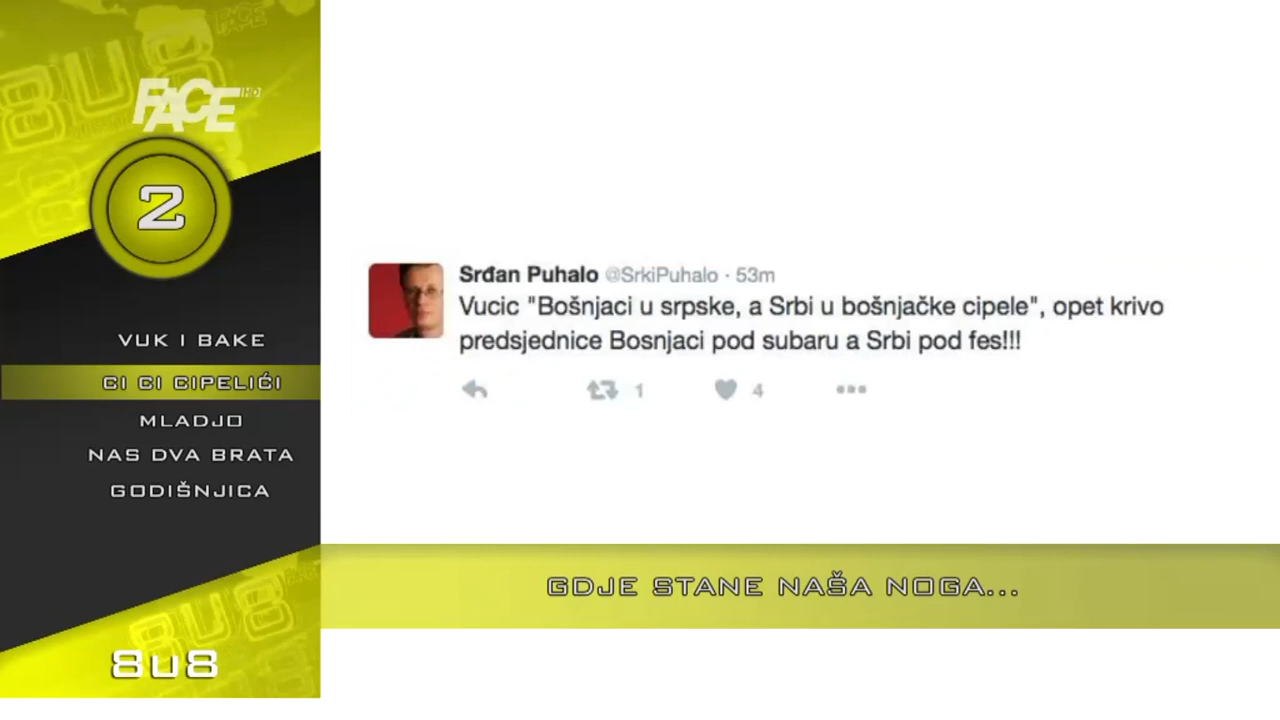 FACE HD
2
VUK I BAKE
CI CI CIPELIĆI
MLADJO
NAS DVA BRATA
GODIŠNJICA
8u8
Srđan Puhalo @SrkiPuhalo · 53m
Vucic "Bošnjaci u srpske, a Srbi u bošnjačke cipele", opet krivo
predsjednice Bosnjaci pod subaru a Srbi pod fes!!!
1 4
GDJE STANE NAŠA NOGA...